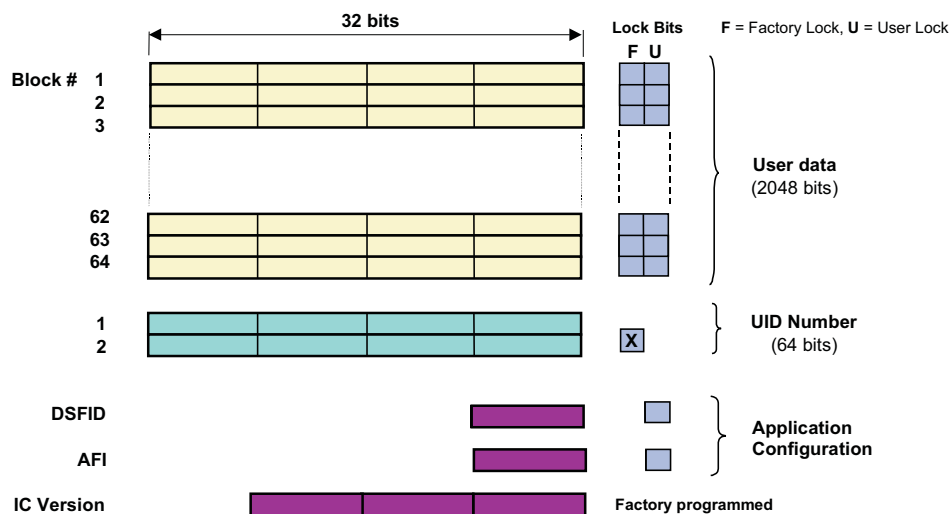 32 bits
Lock Bits
F = Factory Lock, U = User Lock
F U
Block # 1
2
3
User data
(2048 bits)
62
63
64
1
2
X
UID Number
(64 bits)
DSFID
AFI
Application
Configuration
IC Version
Factory programmed